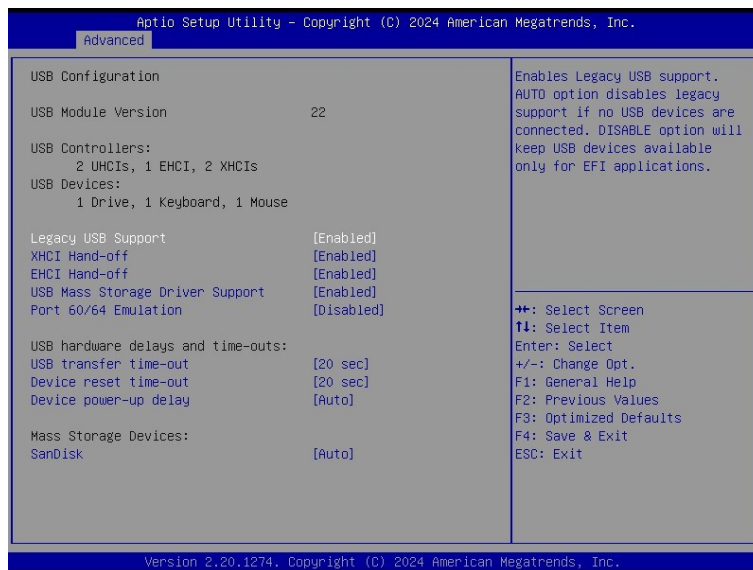 Aptio Setup Utility – Copyright (C) 2024 American Megatrends, Inc.
Advanced
USB Configuration
USB Module Version 22
USB Controllers:
2 UHCIs, 1 EHCI, 2 XHCIs
USB Devices:
1 Drive, 1 Keyboard, 1 Mouse
Legacy USB Support [Enabled]
XHCI Hand-off [Enabled]
EHCI Hand-off [Enabled]
USB Mass Storage Driver Support [Enabled]
Port 60/64 Emulation [Disabled]
USB hardware delays and time-outs:
USB transfer time-out [20 sec]
Device reset time-out [20 sec]
Device power-up delay [Auto]
Mass Storage Devices:
SanDisk [Auto]
Enables Legacy USB support.
AUTO option disables legacy
support if no USB devices are
connected. DISABLE option will
keep USB devices available
only for EFI applications.
→←: Select Screen
↑↓: Select Item
Enter: Select
+/-: Change Opt.
F1: General Help
F2: Previous Values
F3: Optimized Defaults
F4: Save & Exit
ESC: Exit
Version 2.20.1274. Copyright (C) 2024 American Megatrends, Inc.